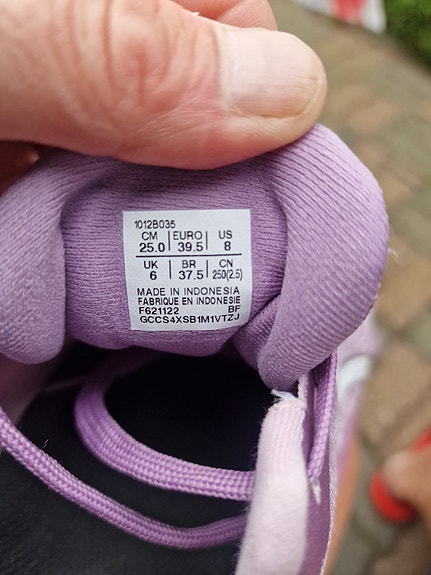 1012B035
CM | EURO | US
25.0 | 39.5 | 8
UK | BR | CN
6 | 37.5 | 250(2.5)
MADE IN INDONESIA
FABRIQUE EN INDONESIE
F621122 BF
GCCS4XSB1M1VTZJ